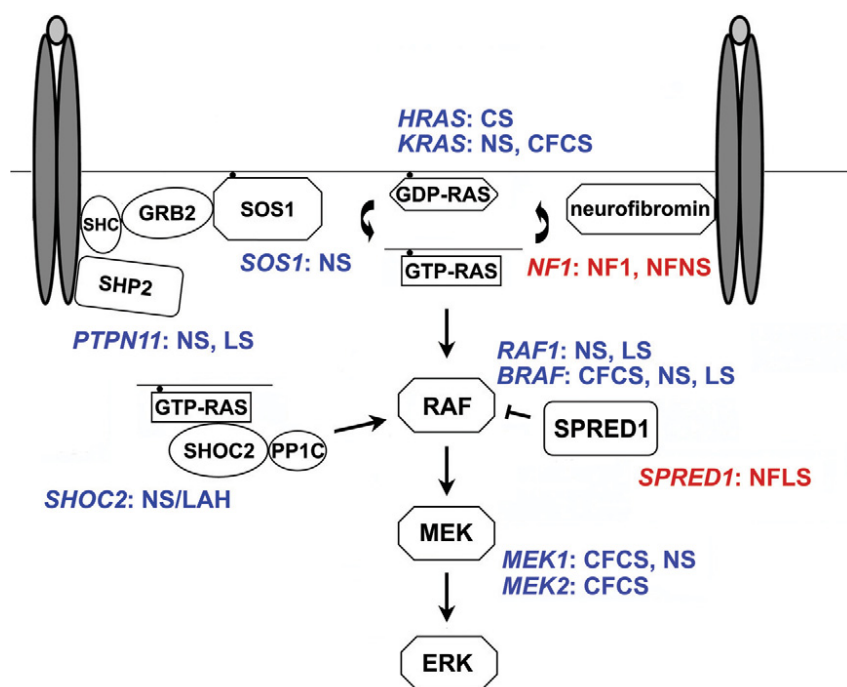 HRAS: CS
KRAS: NS, CFCS
GDP-RAS
SHC
GRB2
SOS1
neurofibromin
SOS1: NS
GTP-RAS
NF1: NF1, NFNS
SHP2
PTPN11: NS, LS
RAF1: NS, LS
BRAF: CFCS, NS, LS
GTP-RAS
RAF
SPRED1
SHOC2
PP1C
SPRED1: NFLS
SHOC2: NS/LAH
MEK
MEK1: CFCS, NS
MEK2: CFCS
ERK